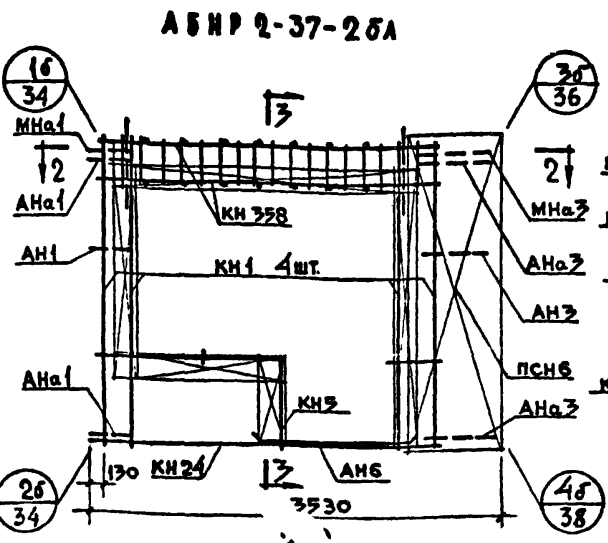 АБНР 2-37-2бл
1б
34
3б
36
3
МНа1
2
2
АНа1
МНа3
КН 358
АНа3
АН1
КН1 4шт.
АН3
ПСН6
АНа1
КН5
АНа3
КН24
3
АН6
2б
34
130
3530
4б
38